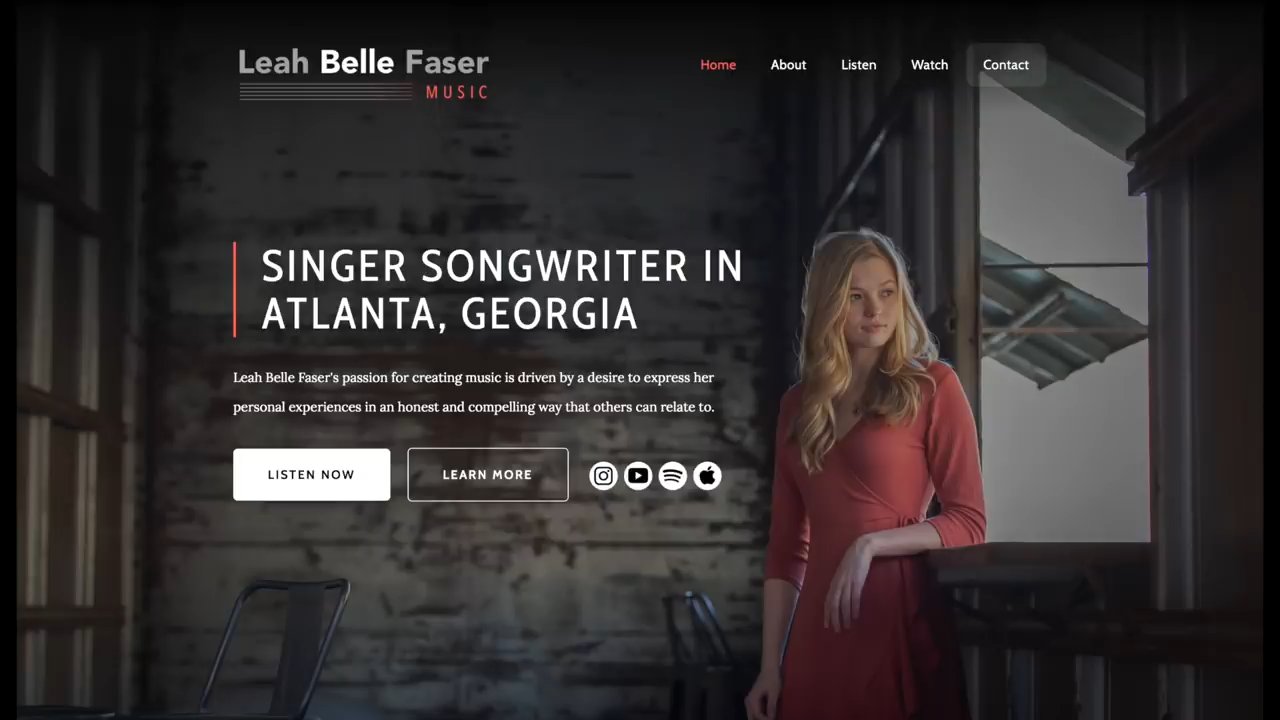 Leah Belle Faser
MUSIC
Home About Listen Watch Contact
SINGER SONGWRITER IN
ATLANTA, GEORGIA
Leah Belle Faser's passion for creating music is driven by a desire to express her
personal experiences in an honest and compelling way that others can relate to.
LISTEN NOW LEARN MORE